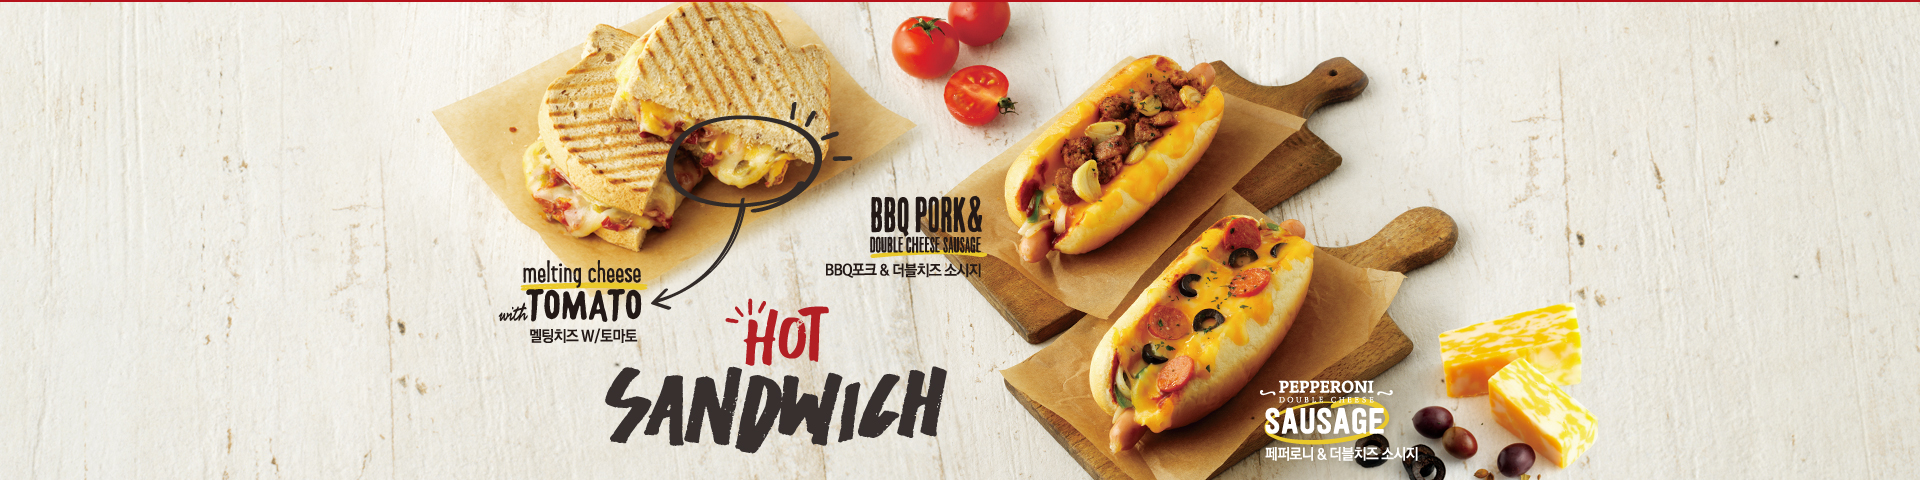 melting cheese
with TOMATO
멜팅치즈 W/토마토
HOT
SANDWICH
BBQ PORK&
DOUBLE CHEESE SAUSAGE
BBQ포크 & 더블치즈 소시지
PEPPERONI
DOUBLE CHEESE
SAUSAGE
페퍼로니 & 더블치즈 소시지